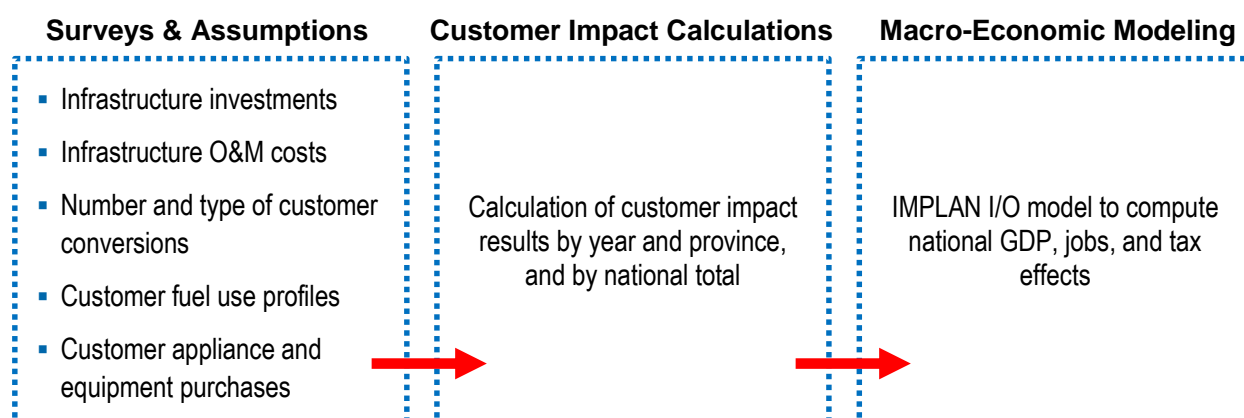 Surveys & Assumptions
▪ Infrastructure investments
▪ Infrastructure O&M costs
▪ Number and type of customer
conversions
▪ Customer fuel use profiles
▪ Customer appliance and
equipment purchases
Customer Impact Calculations
Calculation of customer impact
results by year and province,
and by national total
Macro-Economic Modeling
IMPLAN I/O model to compute
national GDP, jobs, and tax
effects